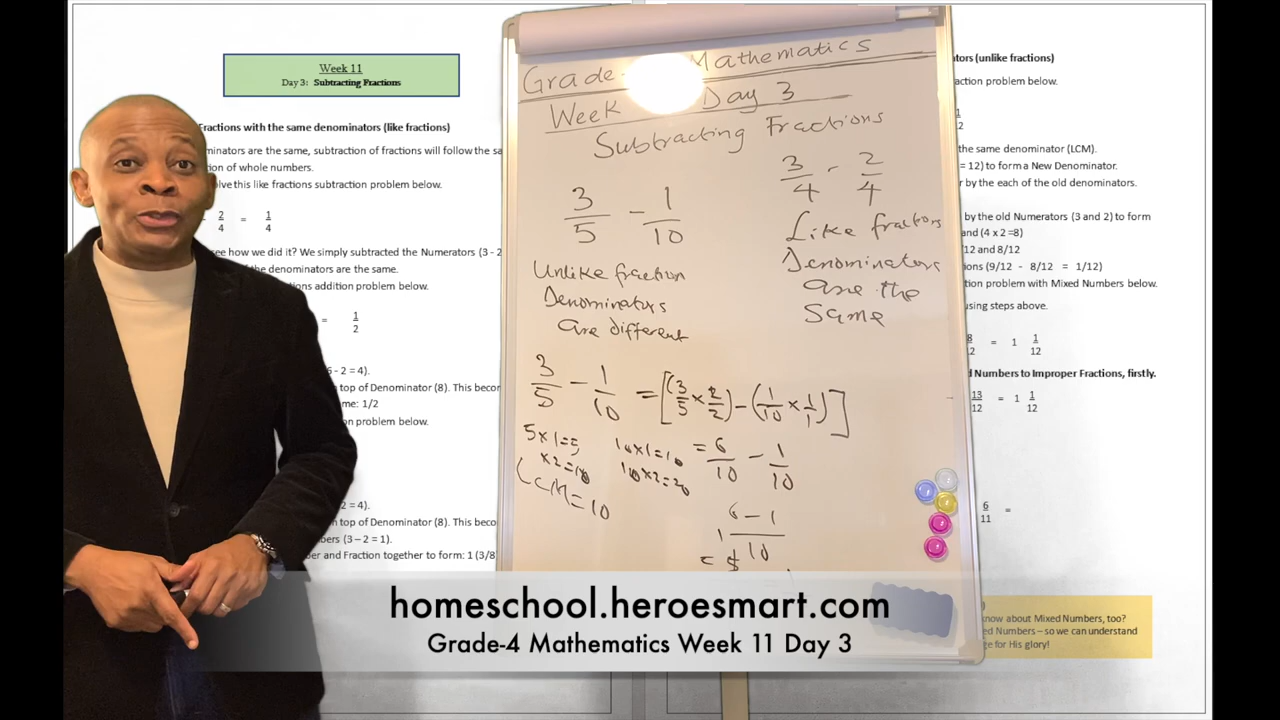 Week 11
Day 3: Subtracting Fractions
Fractions with the same denominators (like fractions)
minators are the same, subtraction of fractions will follow the sa
tion of whole numbers.
olve this like fractions subtraction problem below.
2/4 = 1/4
see how we did it? We simply subtracted the Numerators (3 - 2
the denominators are the same.
tions addition problem below.
= 1/2
6 - 2 = 4).
top of Denominator (8). This beco
me: 1/2
tion problem below.
2 = 4).
n top of Denominator (8). This beco
bers (3 – 2 = 1).
ber and Fraction together to form: 1 (3/8)
Grade- Mathematics
Week Day 3
Subtracting Fractions
3/5 - 1/10
Unlike fraction
Denominators
are different
3/4 - 2/4
Like fractions
Denominators
are the
same
3/5 - 1/10 = [(3/5 × 2/2) - (1/10 × 1/1)]
5×1=5 10×1=10 = 6/10 - 1/10
×2=10 10×2=20
LCM=10
6-1
10
ators (unlike fractions)
action problem below.
1/2
the same denominator (LCM).
= 12) to form a New Denominator.
r by the each of the old denominators.
by the old Numerators (3 and 2) to form
and (4 x 2 =8)
/12 and 8/12
ions (9/12 - 8/12 = 1/12)
tion problem with Mixed Numbers below.
using steps above.
8/12 = 1 1/12
d Numbers to Improper Fractions, firstly.
13/12 = 1 1/12
6/11 =
know about Mixed Numbers, too?
ed Numbers – so we can understand
ge for His glory!
homeschool.heroesmart.com
Grade-4 Mathematics Week 11 Day 3